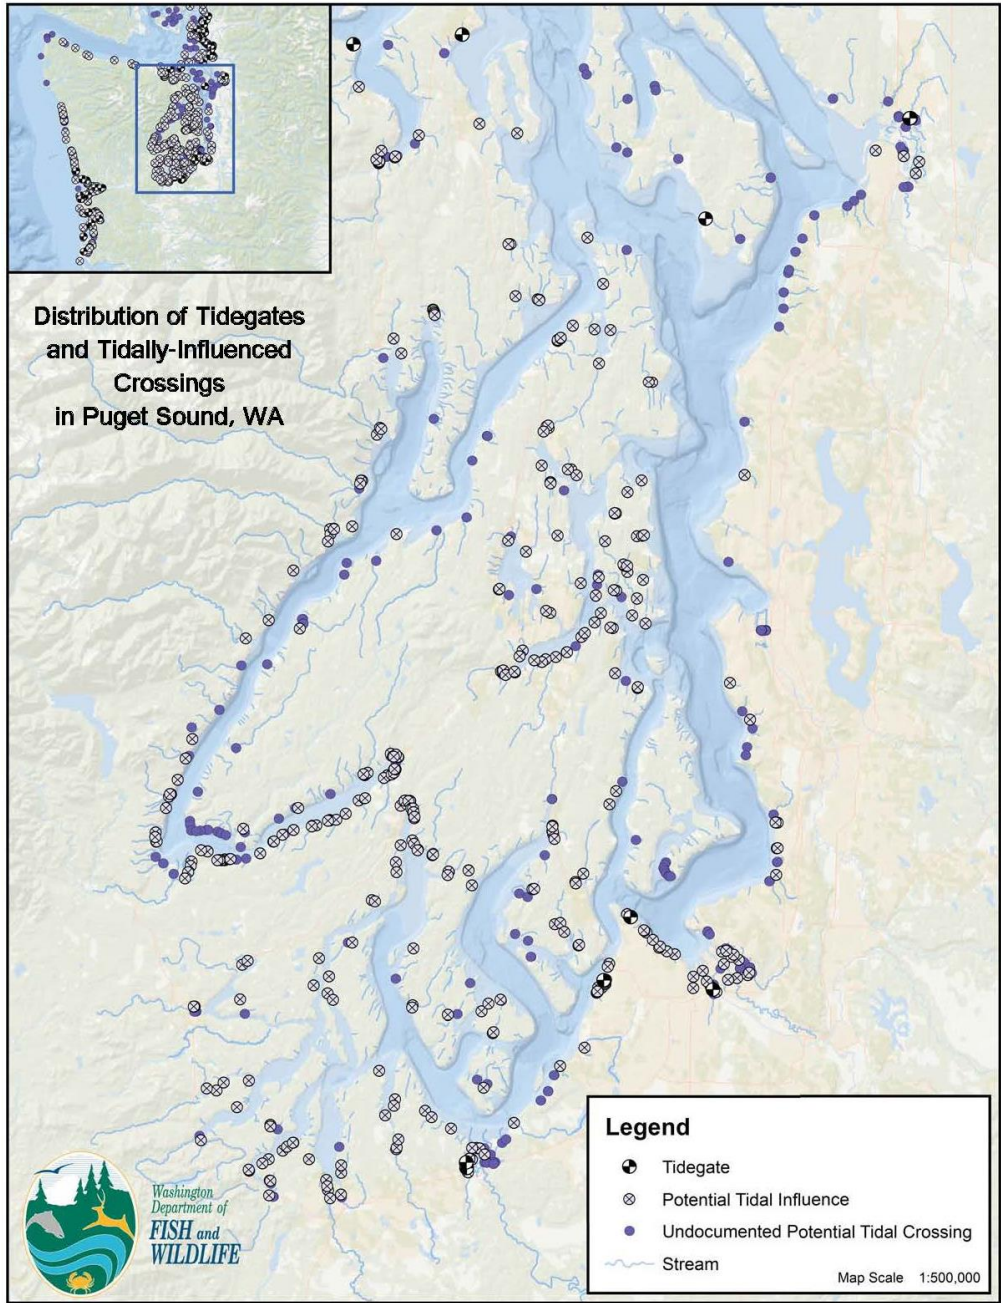 Distribution of Tidegates
and Tidally-Influenced
Crossings
in Puget Sound, WA
Legend
Tidegate
Potential Tidal Influence
Undocumented Potential Tidal Crossing
Stream
Map Scale 1:500,000
Washington
Department of
FISH and
WILDLIFE